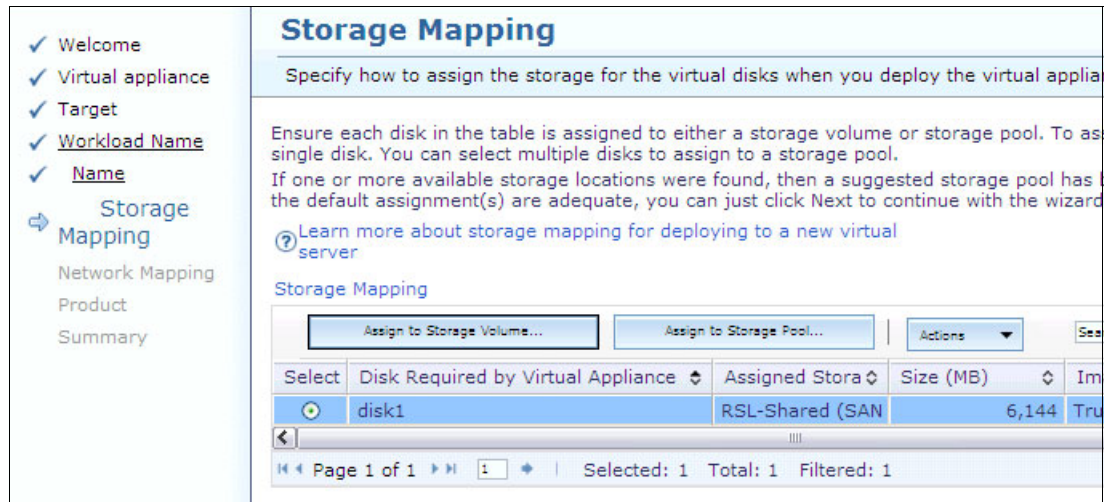 Welcome
Virtual appliance
Target
Workload Name
Name
Storage
Mapping
Network Mapping
Product
Summary
Storage Mapping
Specify how to assign the storage for the virtual disks when you deploy the virtual
Ensure each disk in the table is assigned to either a storage volume or storage pool. To
single disk. You can select multiple disks to assign to a storage pool.
If one or more available storage locations were found, then a suggested storage pool has
the default assignment(s) are adequate, you can just click Next to continue with the wizard
Learn more about storage mapping for deploying to a new virtual
server
Storage Mapping
Assign to Storage Volume... Assign to Storage Pool... Actions
Select Disk Required by Virtual Appliance Assigned Stora Size (MB) Im
disk1 RSL-Shared (SAN 6,144 Tru
Page 1 of 1 1 Selected: 1 Total: 1 Filtered: 1